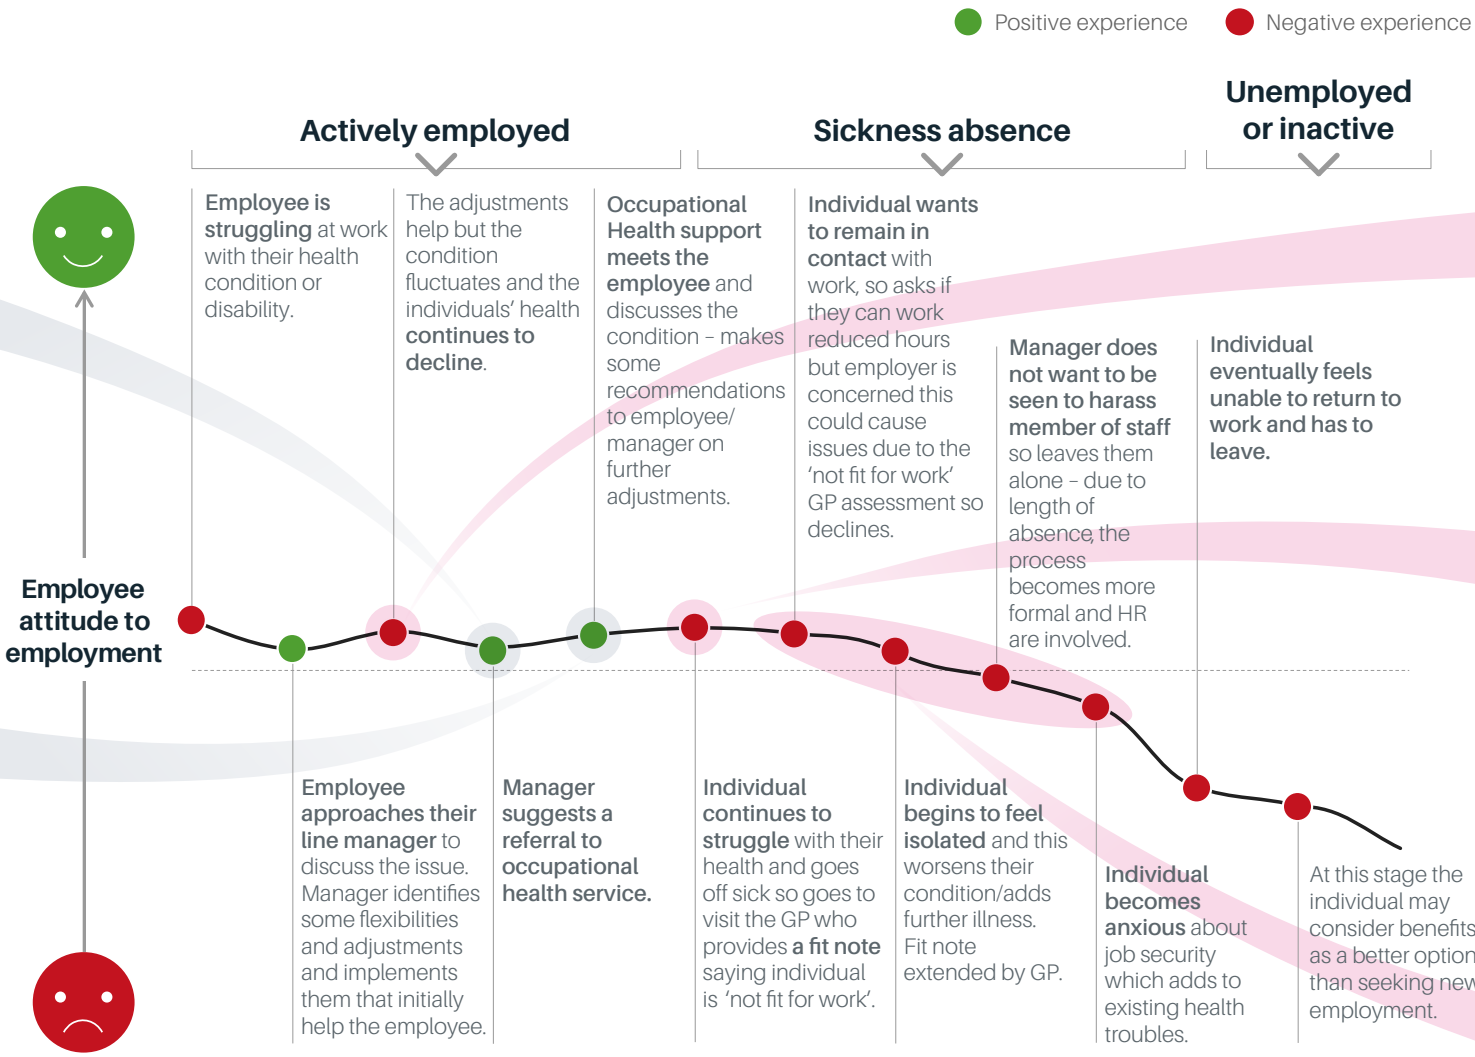 Positive experience
Negative experience
Actively employed
Sickness absence
Unemployed
or inactive
Employee is
struggling at work
with their health
condition or
disability.
The adjustments
help but the
condition
fluctuates and the
individuals’ health
continues to
decline.
Occupational
Health support
meets the
employee and
discusses the
condition – makes
some
recommendations
to employee/
manager on
further
adjustments.
Individual wants
to remain in
contact with
work, so asks if
they can work
reduced hours
but employer is
concerned this
could cause
issues due to the
‘not fit for work’
GP assessment so
declines.
Manager does
not want to be
seen to harass
member of staff
so leaves them
alone – due to
length of
absence, the
process
becomes more
formal and HR
are involved.
Individual
eventually feels
unable to return to
work and has to
leave.
Employee
attitude to
employment
Employee
approaches their
line manager to
discuss the issue.
Manager identifies
some flexibilities
and adjustments
and implements
them that initially
help the employee.
Manager
suggests a
referral to
occupational
health service.
Individual
continues to
struggle with their
health and goes
off sick so goes to
visit the GP who
provides a fit note
saying individual
is ‘not fit for work’.
Individual
begins to feel
isolated and this
worsens their
condition/adds
further illness.
Fit note
extended by GP.
Individual
becomes
anxious about
job security
which adds to
existing health
troubles.
At this stage the
individual may
consider benefits
as a better option
than seeking new
employment.